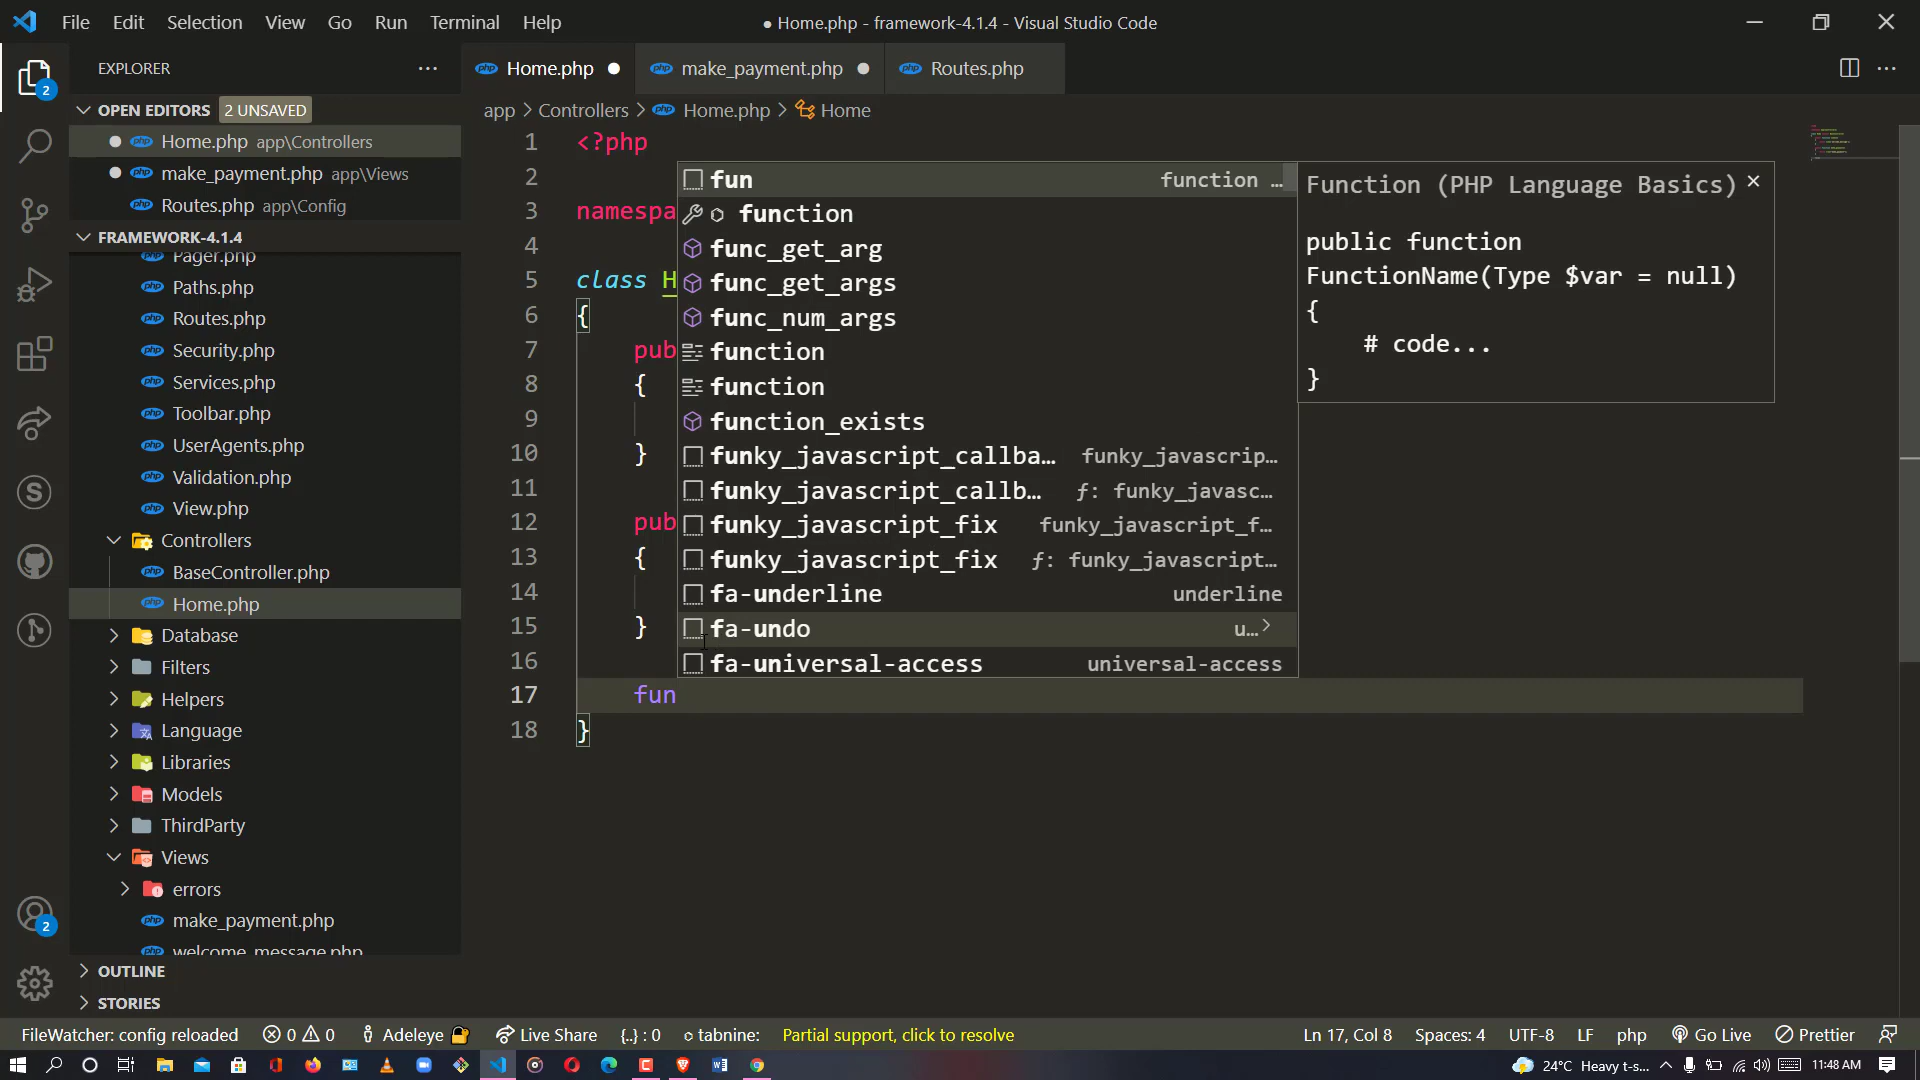 File Edit Selection View Go Run Terminal Help
● Home.php - framework-4.1.4 - Visual Studio Code
EXPLORER
OPEN EDITORS 2 UNSAVED
Home.php app\Controllers
make_payment.php app\Views
Routes.php app\Config
FRAMEWORK-4.1.4
Pager.php
Paths.php
Routes.php
Security.php
Services.php
Toolbar.php
UserAgents.php
Validation.php
View.php
Controllers
BaseController.php
Home.php
Database
Filters
Helpers
Language
Libraries
Models
ThirdParty
Views
errors
make_payment.php
welcome_message.php
OUTLINE
STORIES
2
2
Home.php make_payment.php Routes.php
app > Controllers > Home.php > Home
1 <?php
2
3 namespa
4
5 class H
6 {
7 pub
8 {
9
10 }
11
12 pub
13 {
14
15 }
16
17 fun
18 }
fun function …
function
func_get_arg
func_get_args
func_num_args
function
function
function_exists
funky_javascript_callba… funky_javascrip…
funky_javascript_callb… ƒ: funky_javasc…
funky_javascript_fix funky_javascript_f…
funky_javascript_fix ƒ: funky_javascript…
fa-underline underline
fa-undo u…
fa-universal-access universal-access
Function (PHP Language Basics)
public function
FunctionName(Type $var = null)
{
# code...
}
FileWatcher: config reloaded 0 0 Adeleye Live Share {..} : 0 tabnine: Partial support, click to resolve Ln 17, Col 8 Spaces: 4 UTF-8 LF php Go Live Prettier
24°C Heavy t-s... 11:48 AM